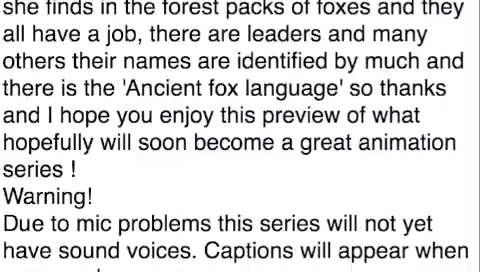 she finds in the forest packs of foxes and they
all have a job, there are leaders and many
others their names are identified by much and
there is the 'Ancient fox language' so thanks
and I hope you enjoy this preview of what
hopefully will soon become a great animation
series !
Warning!
Due to mic problems this series will not yet
have sound voices. Captions will appear when